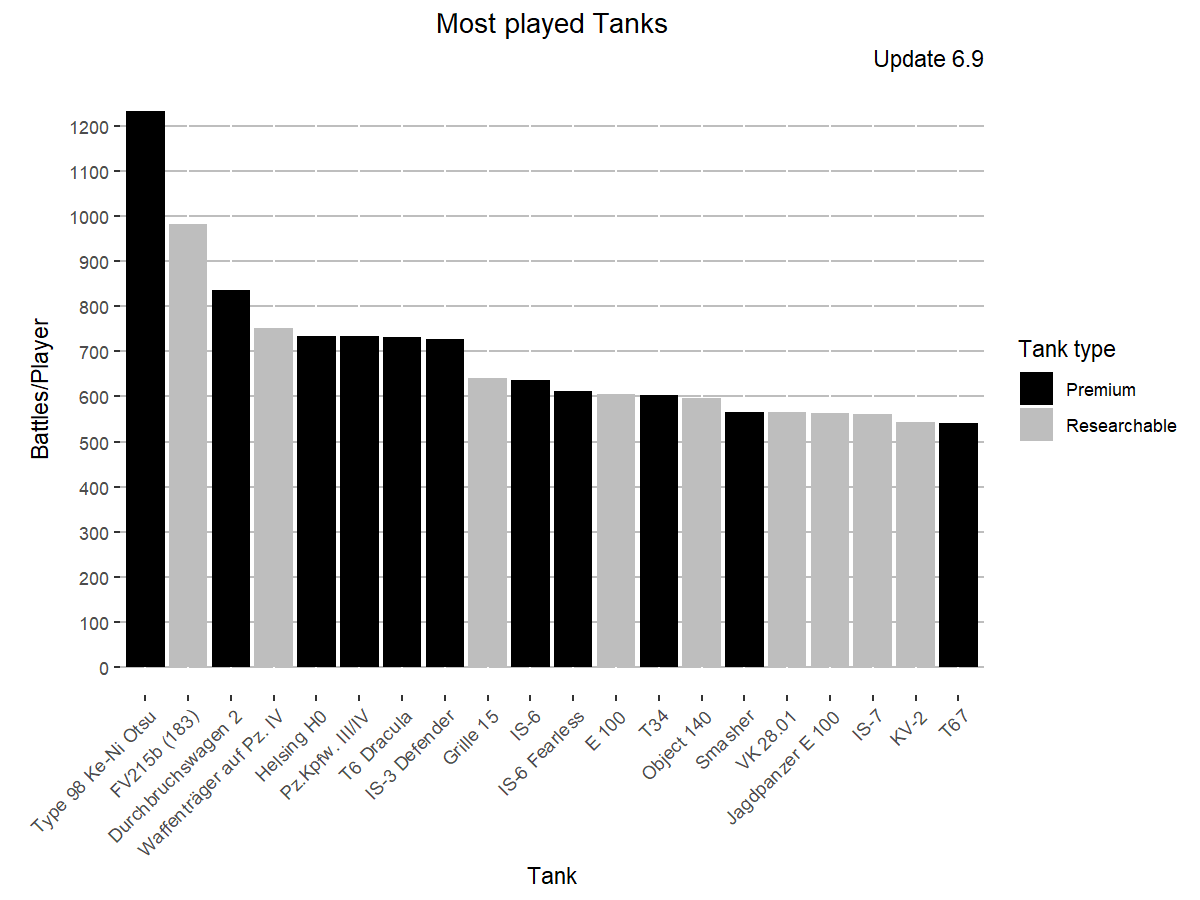 Most played Tanks
Update 6.9
Battles/Player
1200
1100
1000
900
800
700
600
500
400
300
200
100
0
Type 98 Ke-Ni Otsu
FV215b (183)
Durchbruchswagen 2
Waffenträger auf Pz. IV
Helsing H0
Pz.Kpfw. III/IV
T6 Dracula
IS-3 Defender
Grille 15
IS-6
IS-6 Fearless
E 100
T34
Object 140
Smasher
VK 28.01
Jagdpanzer E 100
IS-7
KV-2
T67
Tank
Tank type
Premium
Researchable